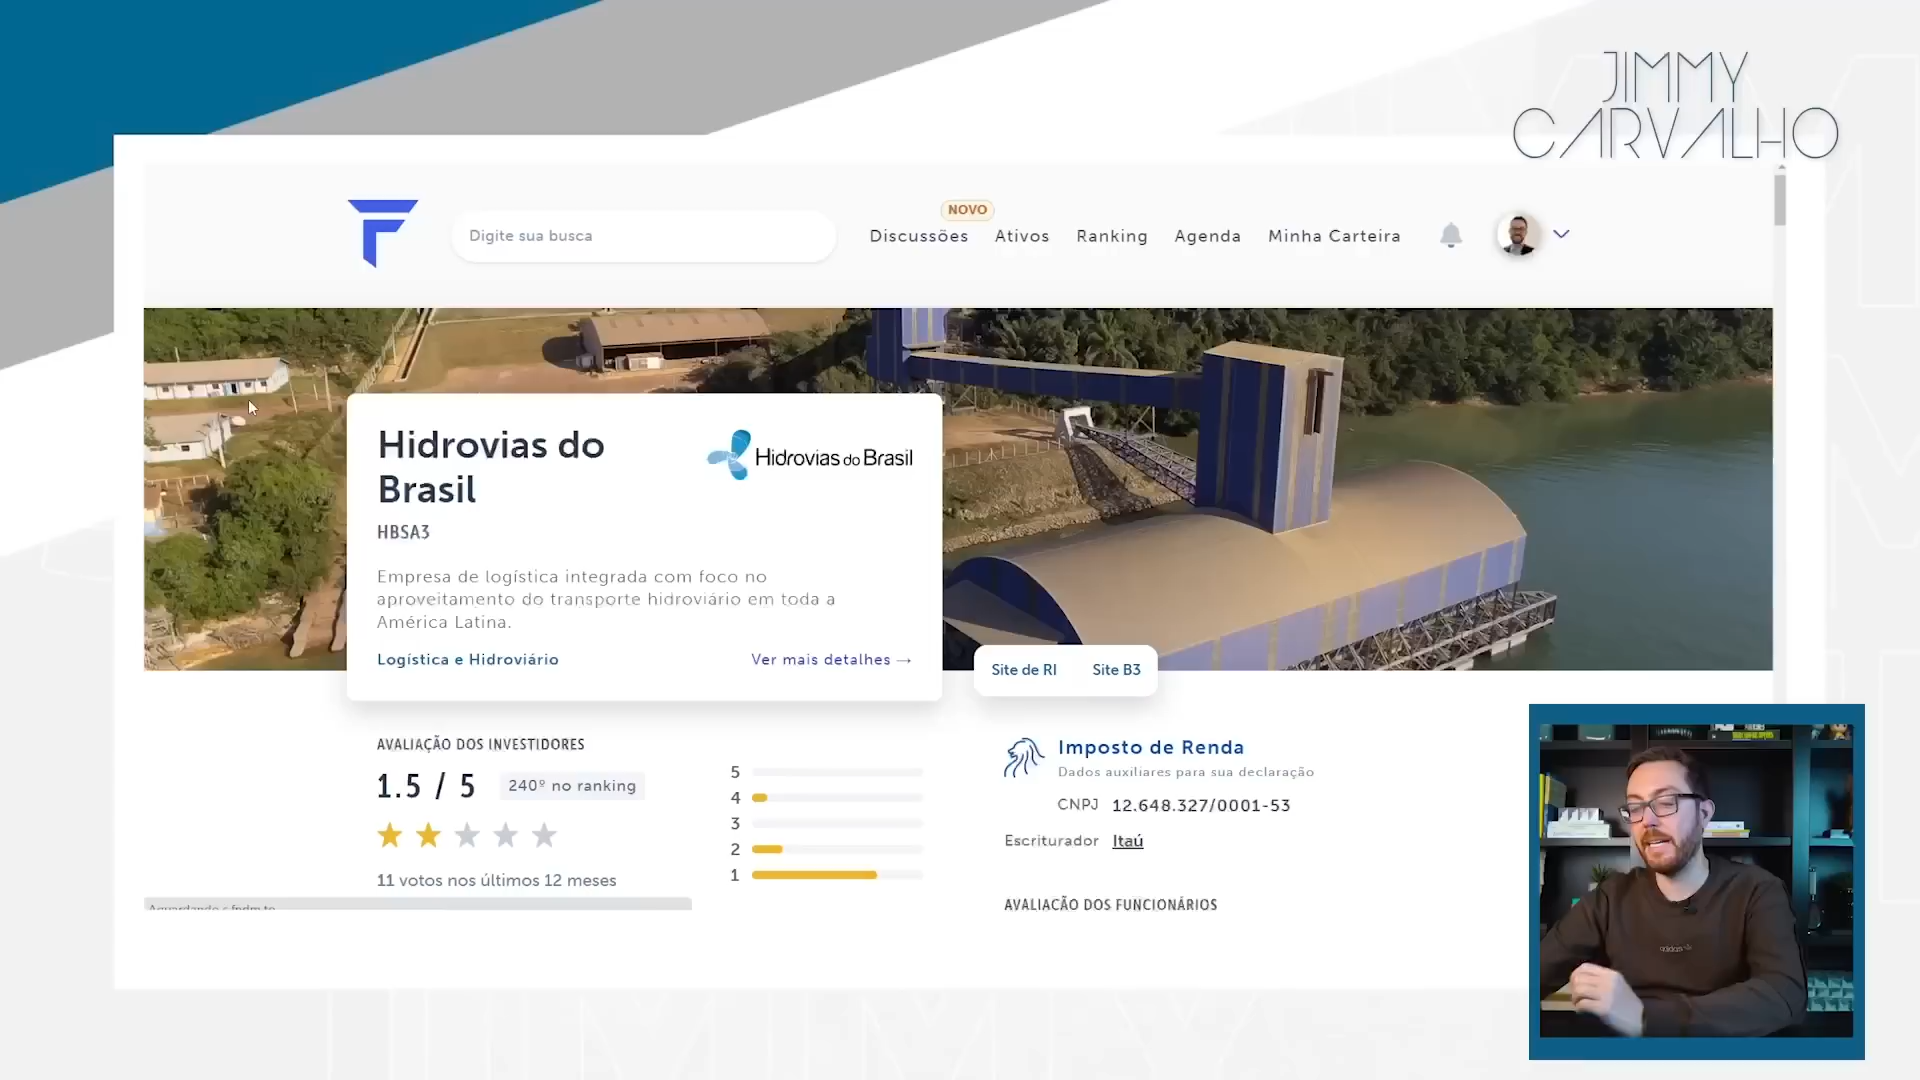 JIMMY
CARVALHO
NOVO
Digite sua busca
Discussões Ativos Ranking Agenda Minha Carteira
Hidrovias do
Brasil
Hidrovias do Brasil
HBSA3
Empresa de logística integrada com foco no
aproveitamento do transporte hidroviário em toda a
América Latina.
Logística e Hidroviário
Ver mais detalhes →
Site de RI Site B3
AVALIAÇÃO DOS INVESTIDORES
1.5 / 5
240º no ranking
11 votos nos últimos 12 meses
5
4
3
2
1
Imposto de Renda
Dados auxiliares para sua declaração
CNPJ 12.648.327/0001-53
Escriturador Itaú
AVALIAÇÃO DOS FUNCIONÁRIOS
adidas